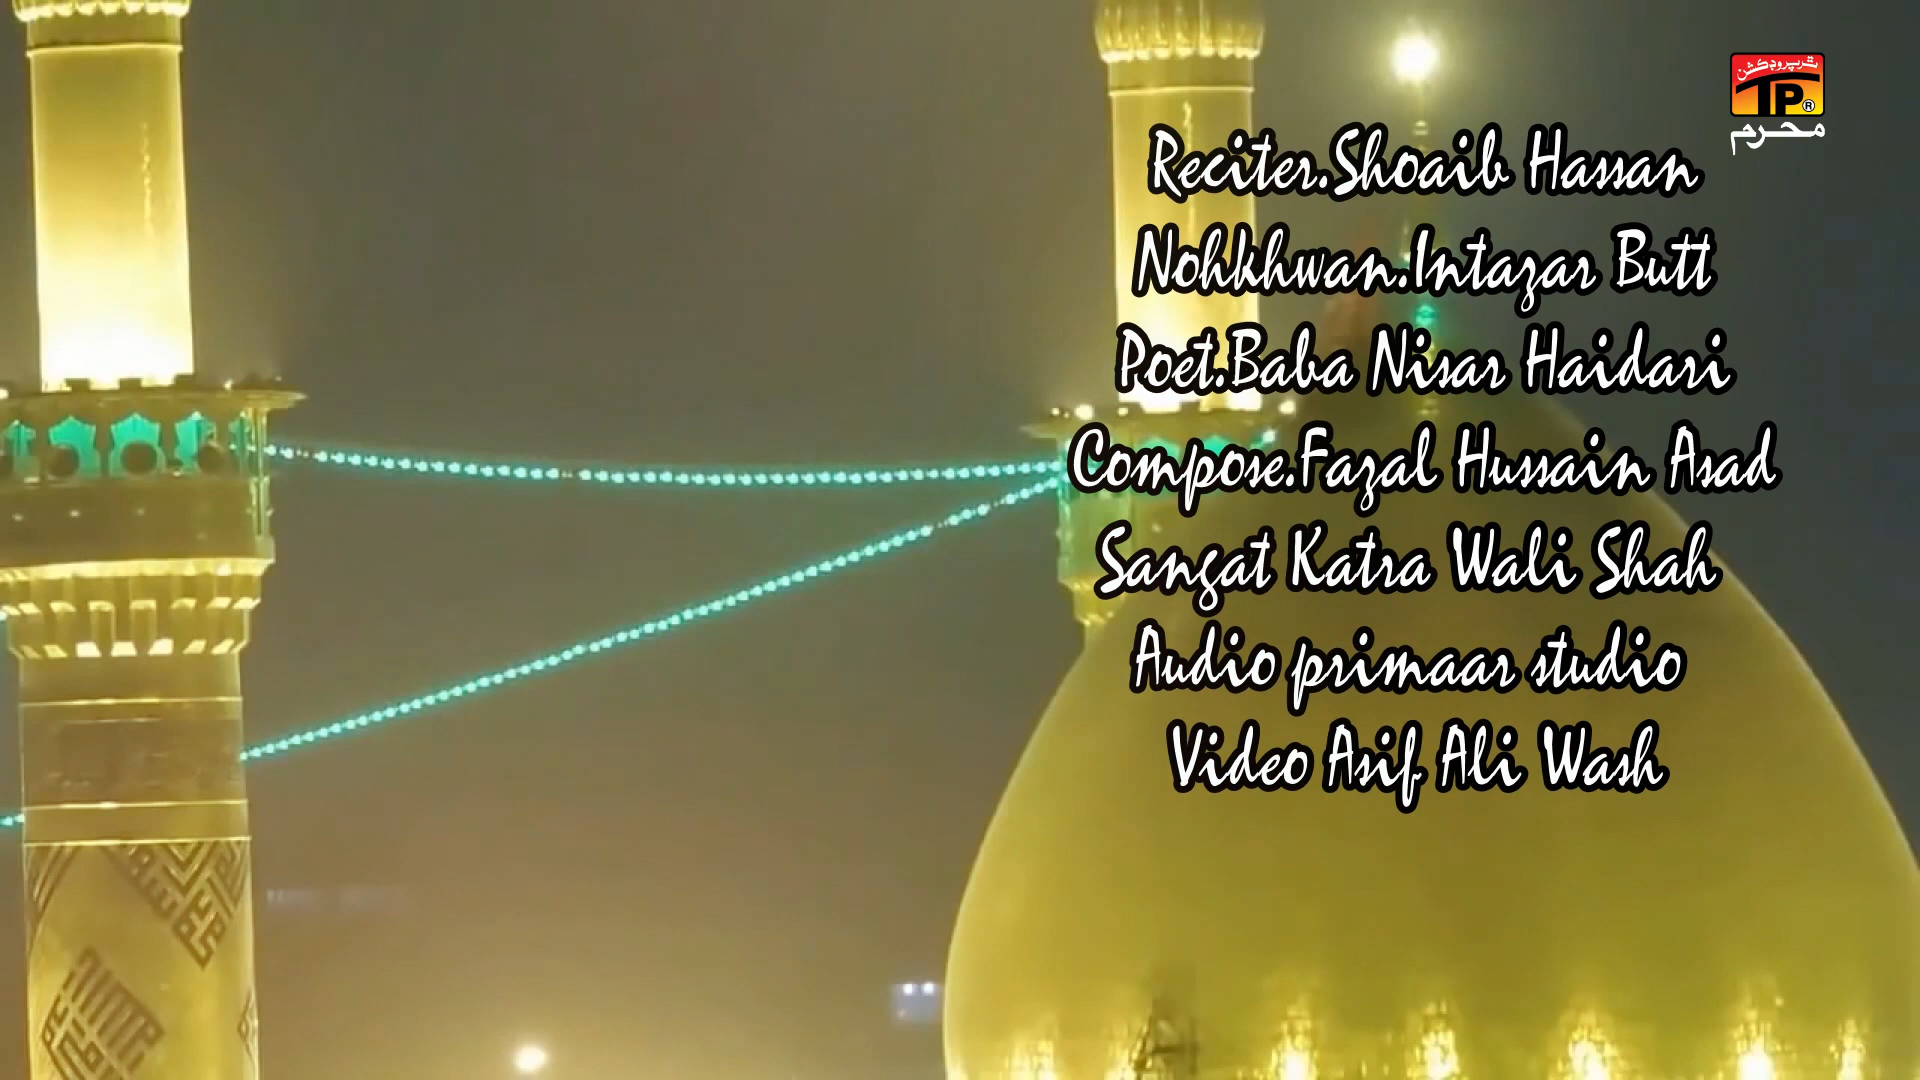 تھرپروڈکشن
TP®
محرم
Reciter.Shoaib Hassan
Nohkhwan.Intazar Butt
Poet.Baba Nisar Haidari
Compose.Fazal Hussain Asad
Sangat Katra Wali Shah
Audio primaar studio
Video Asif Ali Wash